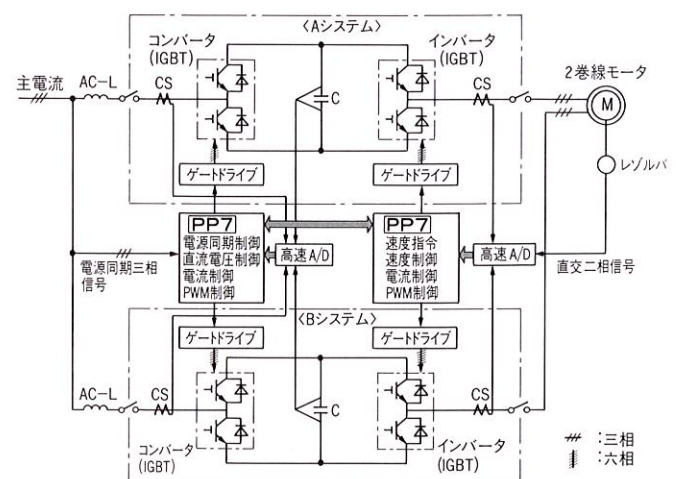 〈Aシステム〉
コンバータ
(IGBT)
インバータ
(IGBT)
主電流
AC-L
CS
C
CS
2巻線モータ
M
レゾルバ
ゲートドライブ
ゲートドライブ
PP7
電源同期制御
直流電圧制御
電流制御
PWM制御
高速A/D
PP7
速度指令
速度制御
電流制御
PWM制御
高速A/D
電源同期三相
信号
直交二相信号
〈Bシステム〉
ゲートドライブ
ゲートドライブ
AC-L
CS
C
CS
コンバータ
(IGBT)
インバータ
(IGBT)
:三相
:六相